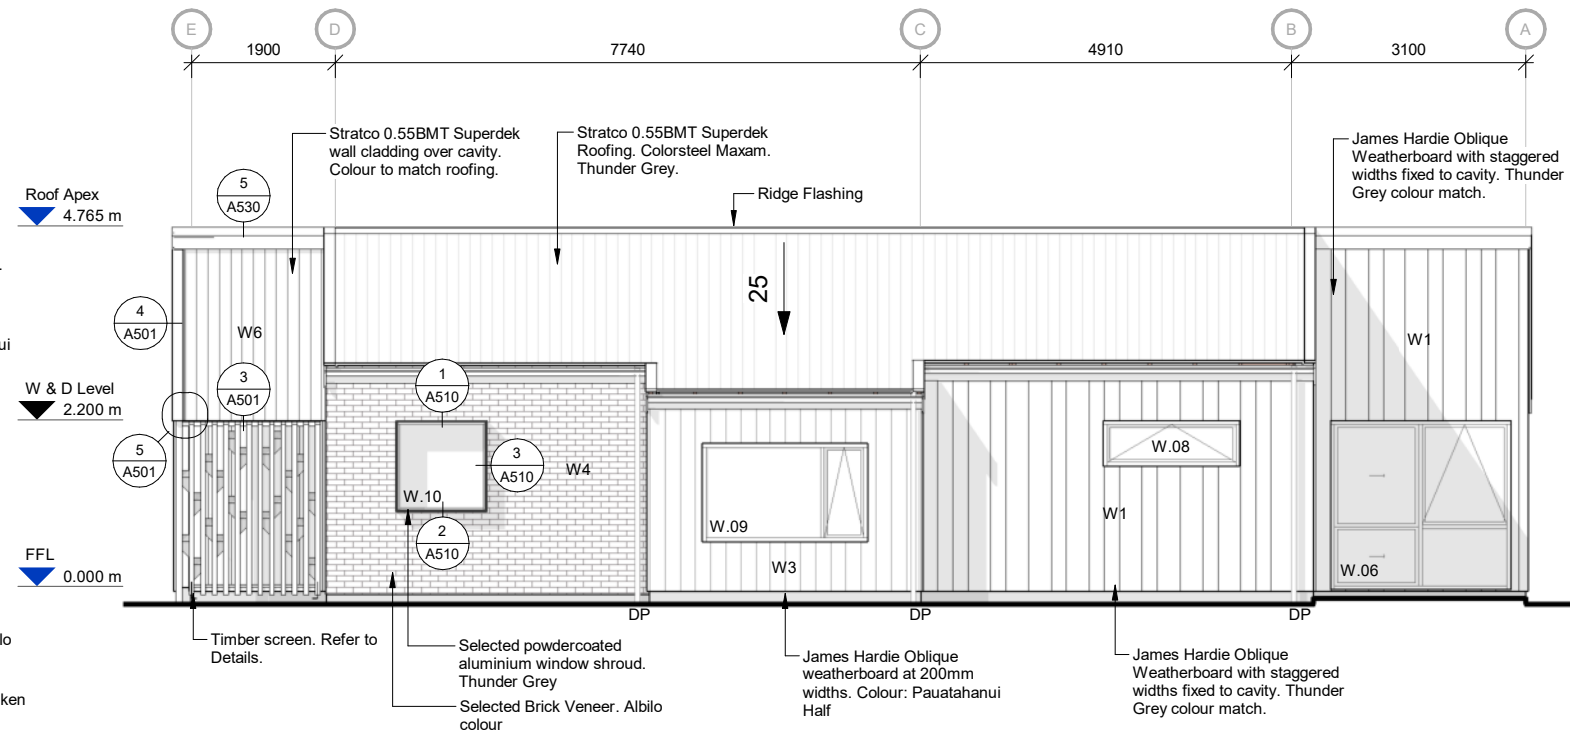 E
D
C
B
A
1900
7740
4910
3100
Stratco 0.55BMT Superdek
wall cladding over cavity.
Colour to match roofing.
Stratco 0.55BMT Superdek
Roofing. Colorsteel Maxam.
Thunder Grey.
Ridge Flashing
James Hardie Oblique
Weatherboard with staggered
widths fixed to cavity. Thunder
Grey colour match.
Roof Apex
4.765 m
5
A530
25
4
A501
W6
ui
W1
W & D Level
2.200 m
3
A501
1
A510
5
A501
3
A510
W4
W.10
W.08
W.09
W1
2
A510
FFL
0.000 m
W3
W.06
DP
DP
DP
lo
Timber screen. Refer to
Details.
ken
Selected powdercoated
aluminium window shroud.
Thunder Grey
Selected Brick Veneer. Albilo
colour
James Hardie Oblique
weatherboard at 200mm
widths. Colour: Pauatahanui
Half
James Hardie Oblique
Weatherboard with staggered
widths fixed to cavity. Thunder
Grey colour match.